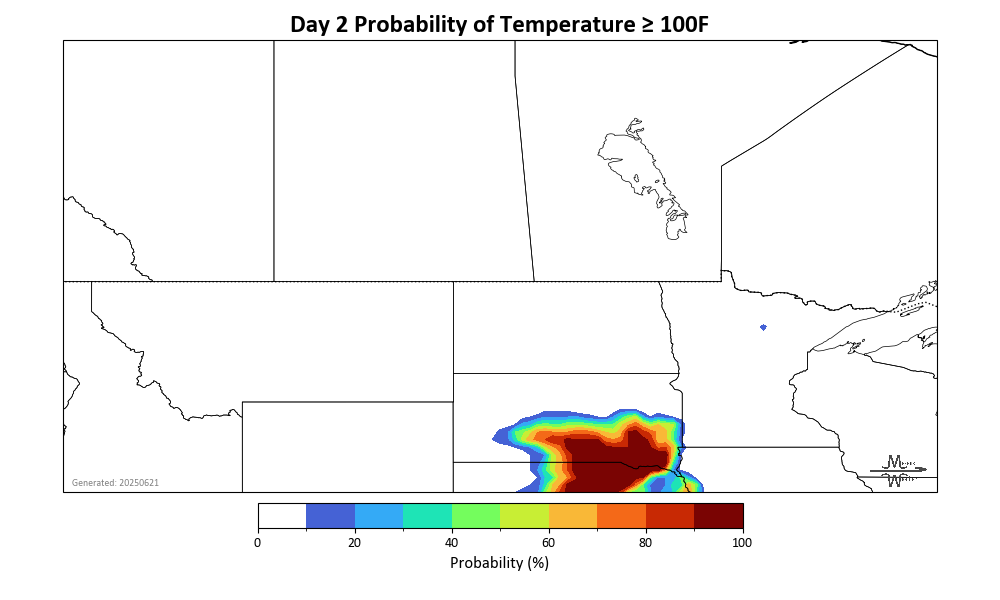 Day 2 Probability of Temperature ≥ 100F
Generated: 20250621
0 20 40 60 80 100
Probability (%)